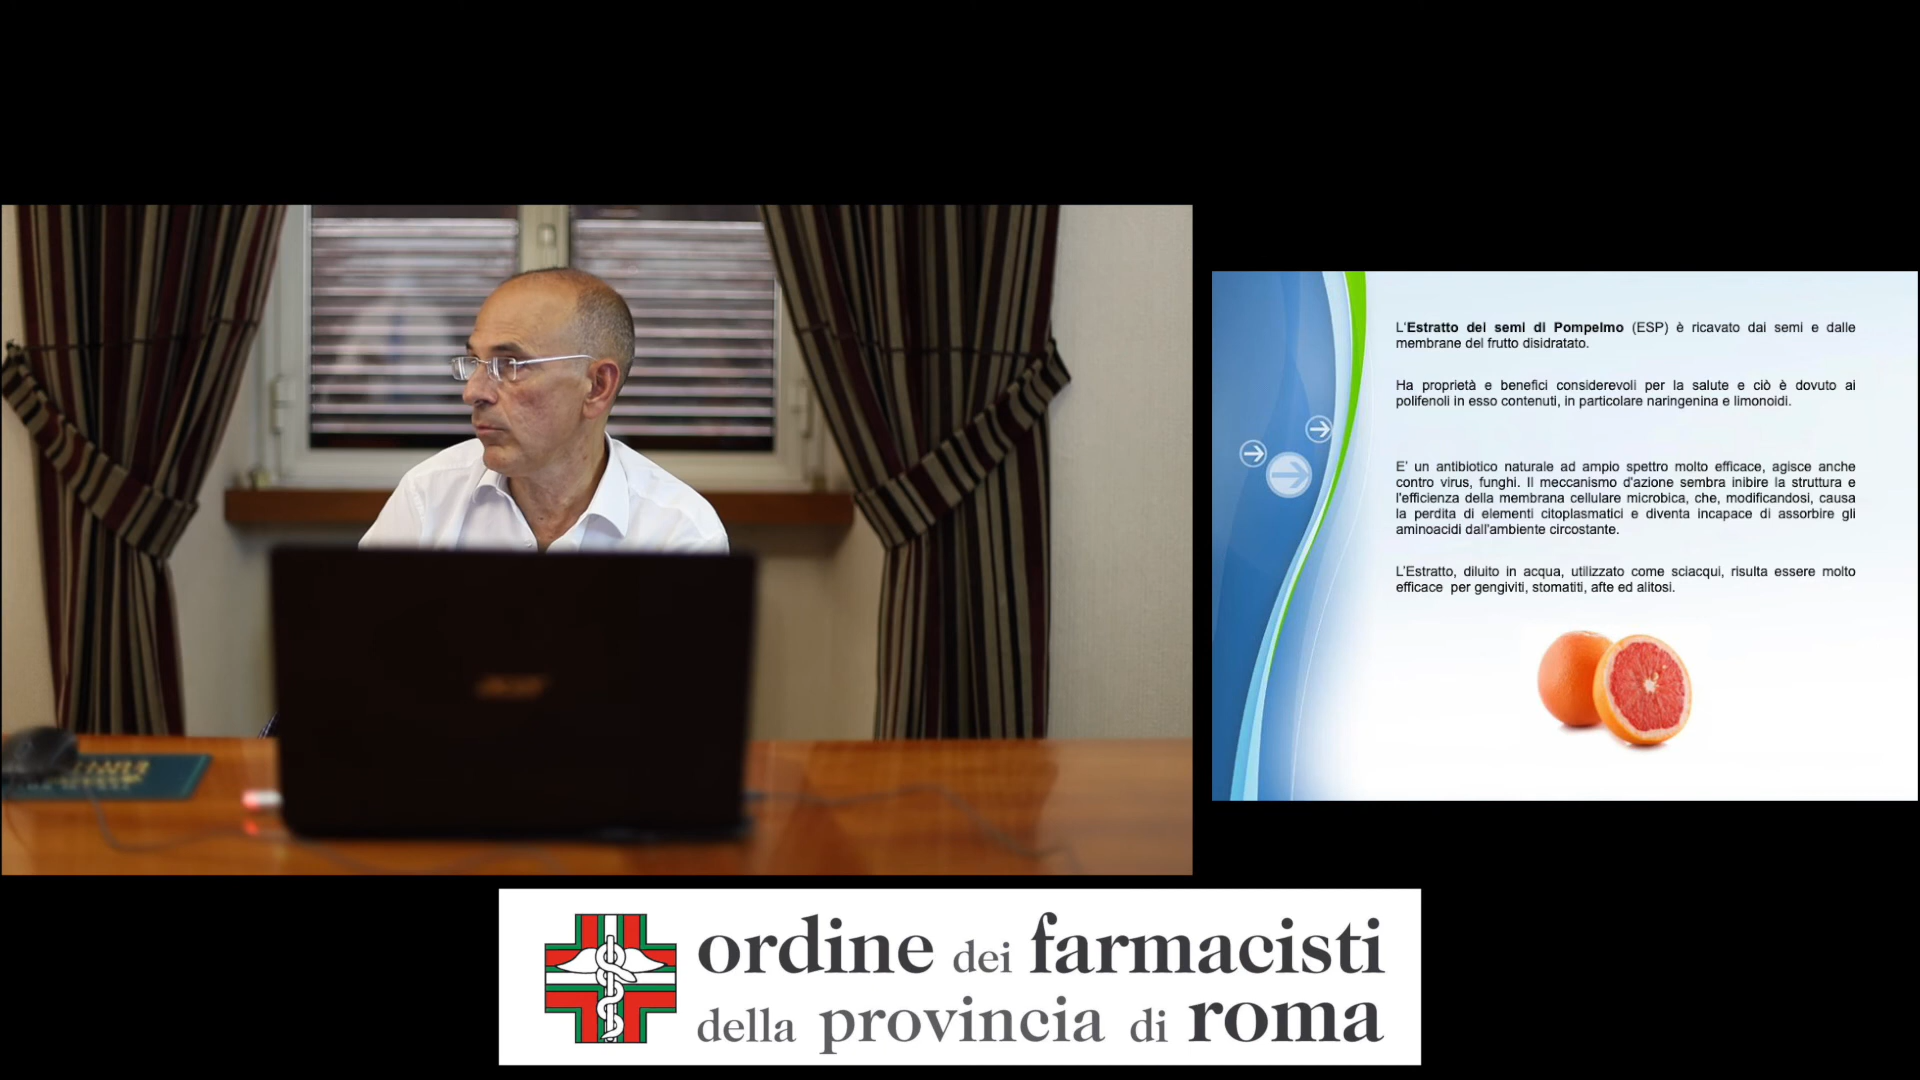 L'Estratto dei semi di Pompelmo (ESP) è ricavato dai semi e dalle
membrane del frutto disidratato.
Ha proprietà e benefici considerevoli per la salute e ciò è dovuto ai
polifenoli in esso contenuti, in particolare naringenina e limonoidi.
E' un antibiotico naturale ad ampio spettro molto efficace, agisce anche
contro virus, funghi. Il meccanismo d'azione sembra inibire la struttura e
l'efficienza della membrana cellulare microbica, che, modificandosi, causa
la perdita di elementi citoplasmatici e diventa incapace di assorbire gli
aminoacidi dall'ambiente circostante.
L'Estratto, diluito in acqua, utilizzato come sciacqui, risulta essere molto
efficace per gengiviti, stomatiti, afte ed alitosi.
acer
ordine dei farmacisti
della provincia di roma